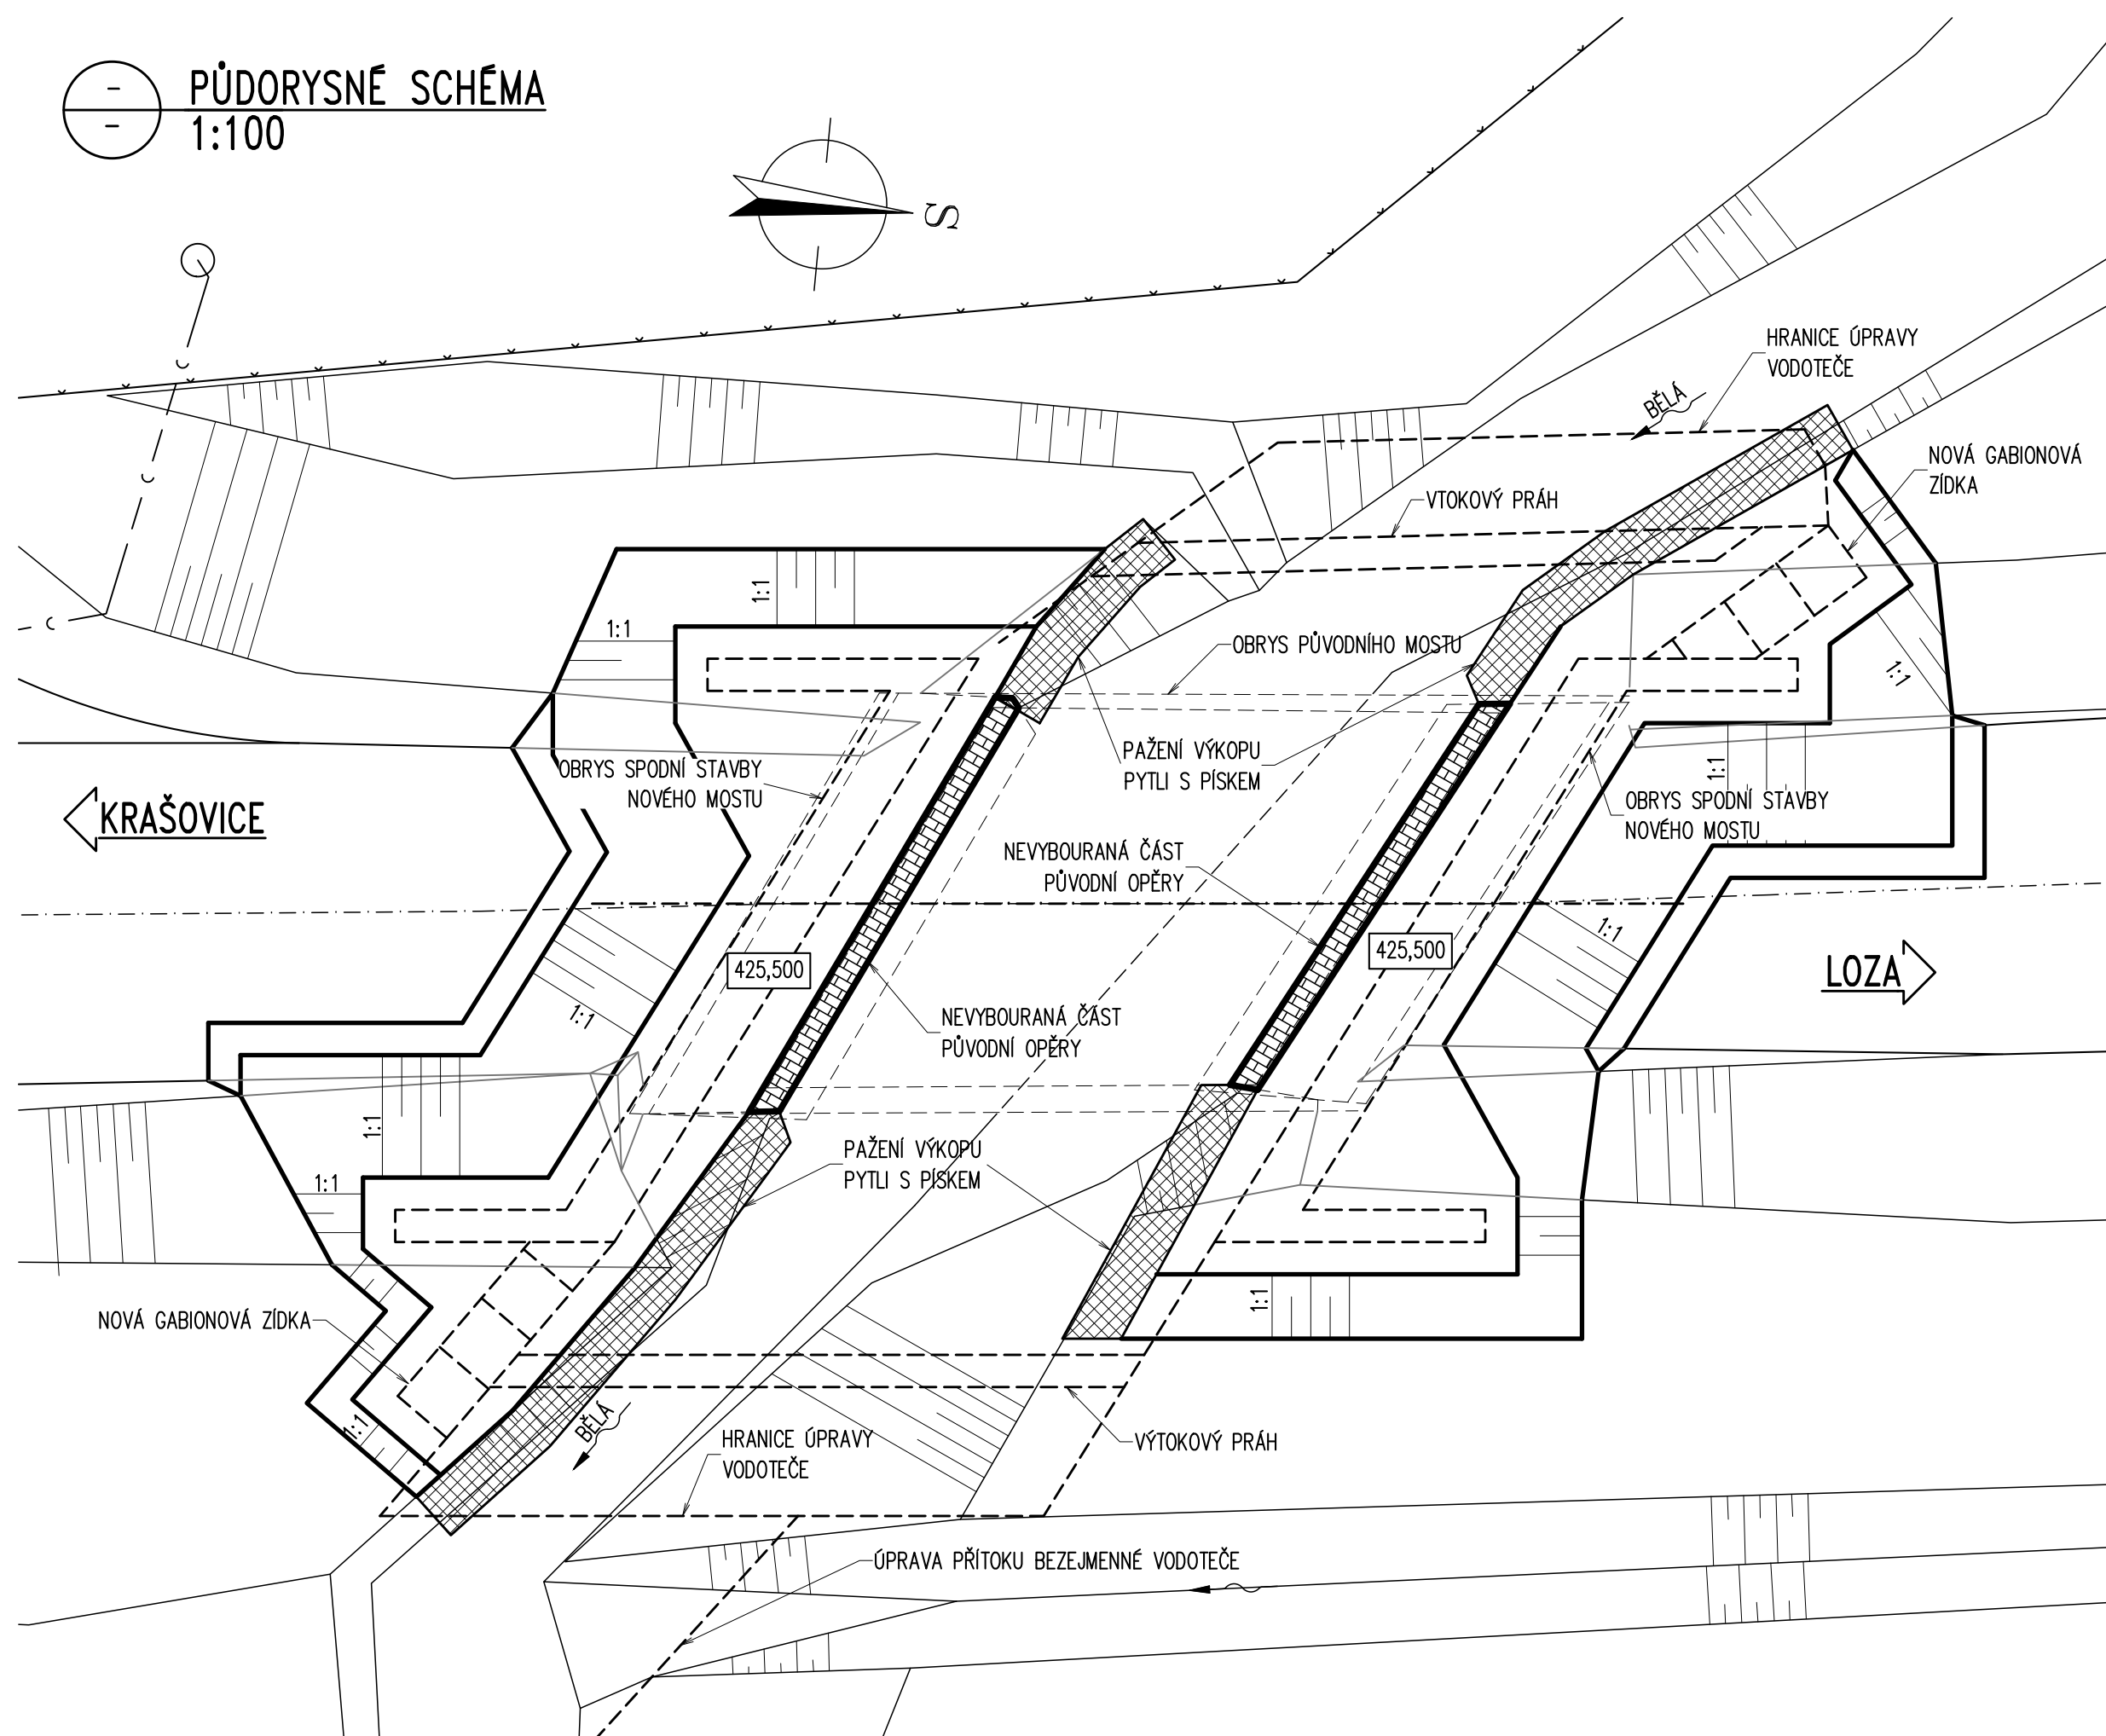 -
PŮDORYSNÉ SCHÉMA
-
1:100
S
HRANICE ÚPRAVY
VODOTEČE
BĚLÁ
NOVÁ GABIONOVÁ
ZÍDKA
VTOKOVÝ PRÁH
1:1
1:1
OBRYS PŮVODNÍHO MOSTU
1:1
PAŽENÍ VÝKOPU
PYTLI S PÍSKEM
OBRYS SPODNÍ STAVBY
NOVÉHO MOSTU
1:1
OBRYS SPODNÍ STAVBY
NOVÉHO MOSTU
KRAŠOVICE
NEVYBOURANÁ ČÁST
PŮVODNÍ OPĚRY
1:1
425,500
425,500
LOZA
1:1
NEVYBOURANÁ ČÁST
PŮVODNÍ OPĚRY
1:1
PAŽENÍ VÝKOPU
PYTLI S PÍSKEM
1:1
1:1
NOVÁ GABIONOVÁ ZÍDKA
1:1
BĚLÁ
HRANICE ÚPRAVY
VODOTEČE
VÝTOKOVÝ PRÁH
ÚPRAVA PŘÍTOKU BEZEJMENNÉ VODOTEČE